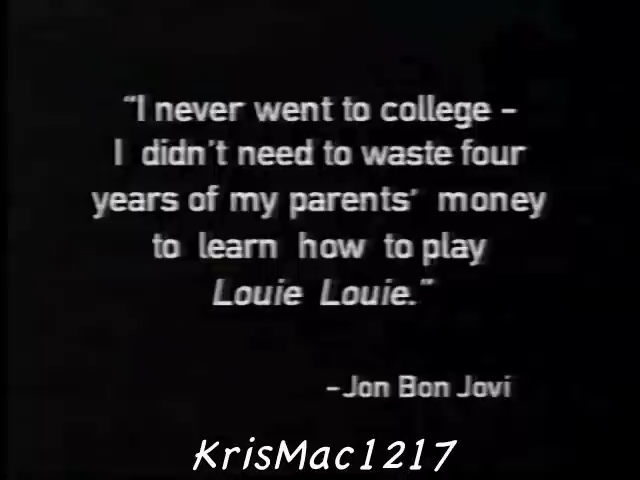 "I never went to college -
I didn't need to waste four
years of my parents' money
to learn how to play
Louie Louie."
-Jon Bon Jovi
KrisMac1217